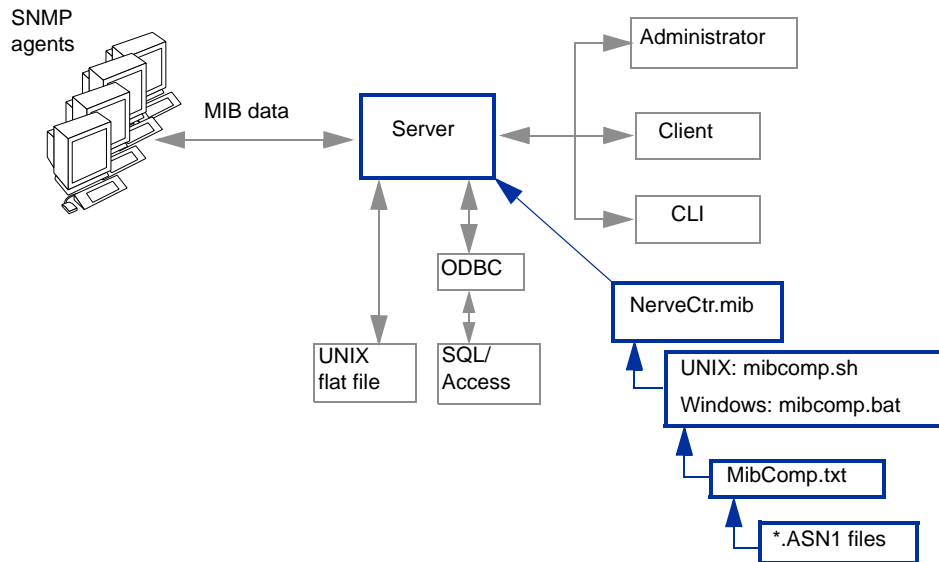 SNMP
agents
MIB data
Server
Administrator
Client
CLI
ODBC
UNIX
flat file
SQL/
Access
NerveCtr.mib
UNIX: mibcomp.sh
Windows: mibcomp.bat
MibComp.txt
*.ASN1 files